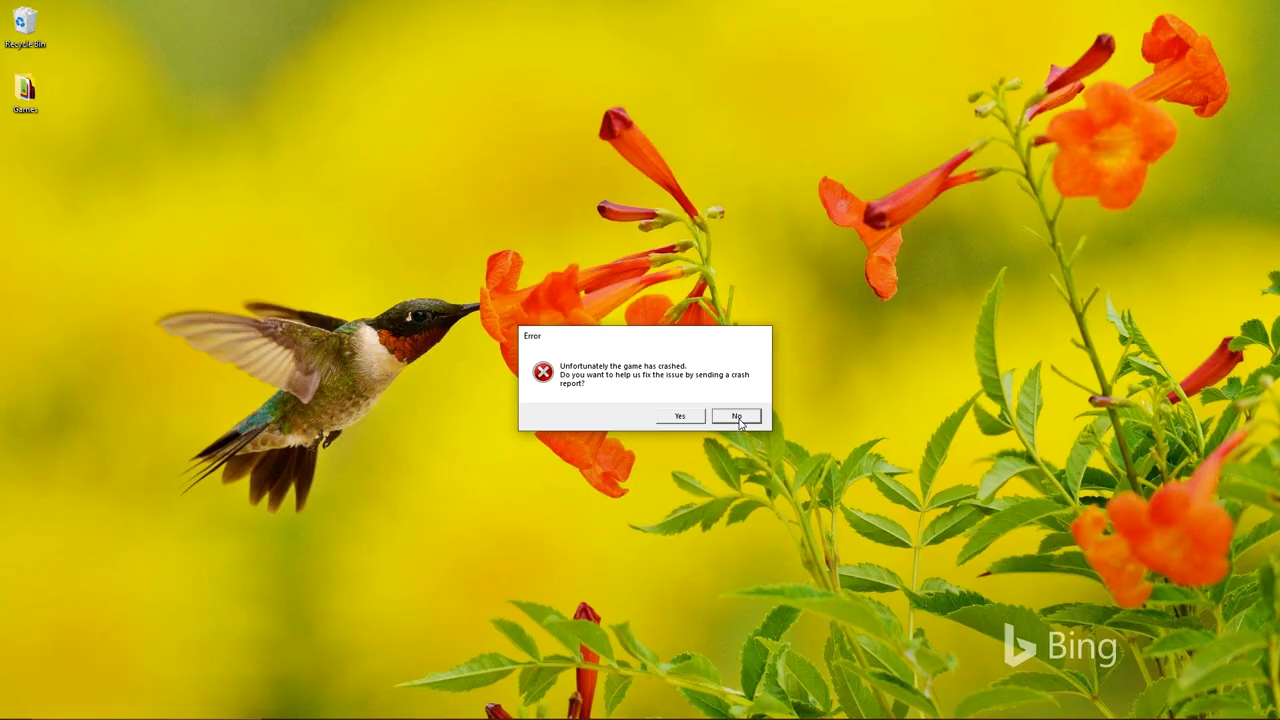 Recycle Bin
Games
Error
Unfortunately the game has crashed.
Do you want to help us fix the issue by sending a crash
report?
Yes
No
Bing